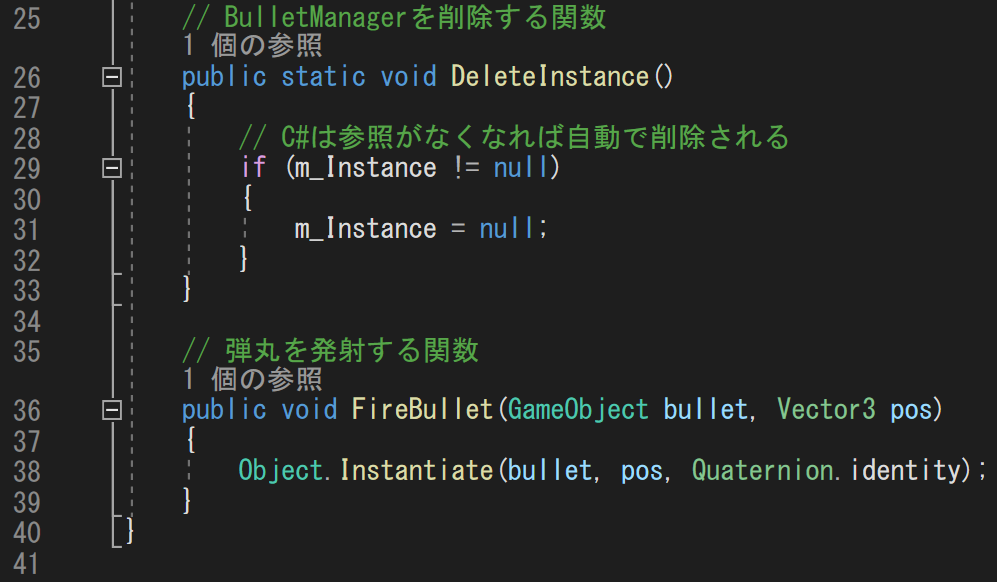 25 // BulletManagerを削除する関数
1 個の参照
26 public static void DeleteInstance()
27 {
28 // C#は参照がなくなれば自動で削除される
29 if (m_Instance != null)
30 {
31 m_Instance = null;
32 }
33 }
34
35 // 弾丸を発射する関数
1 個の参照
36 public void FireBullet(GameObject bullet, Vector3 pos)
37 {
38 Object.Instantiate(bullet, pos, Quaternion.identity);
39 }
40 }
41